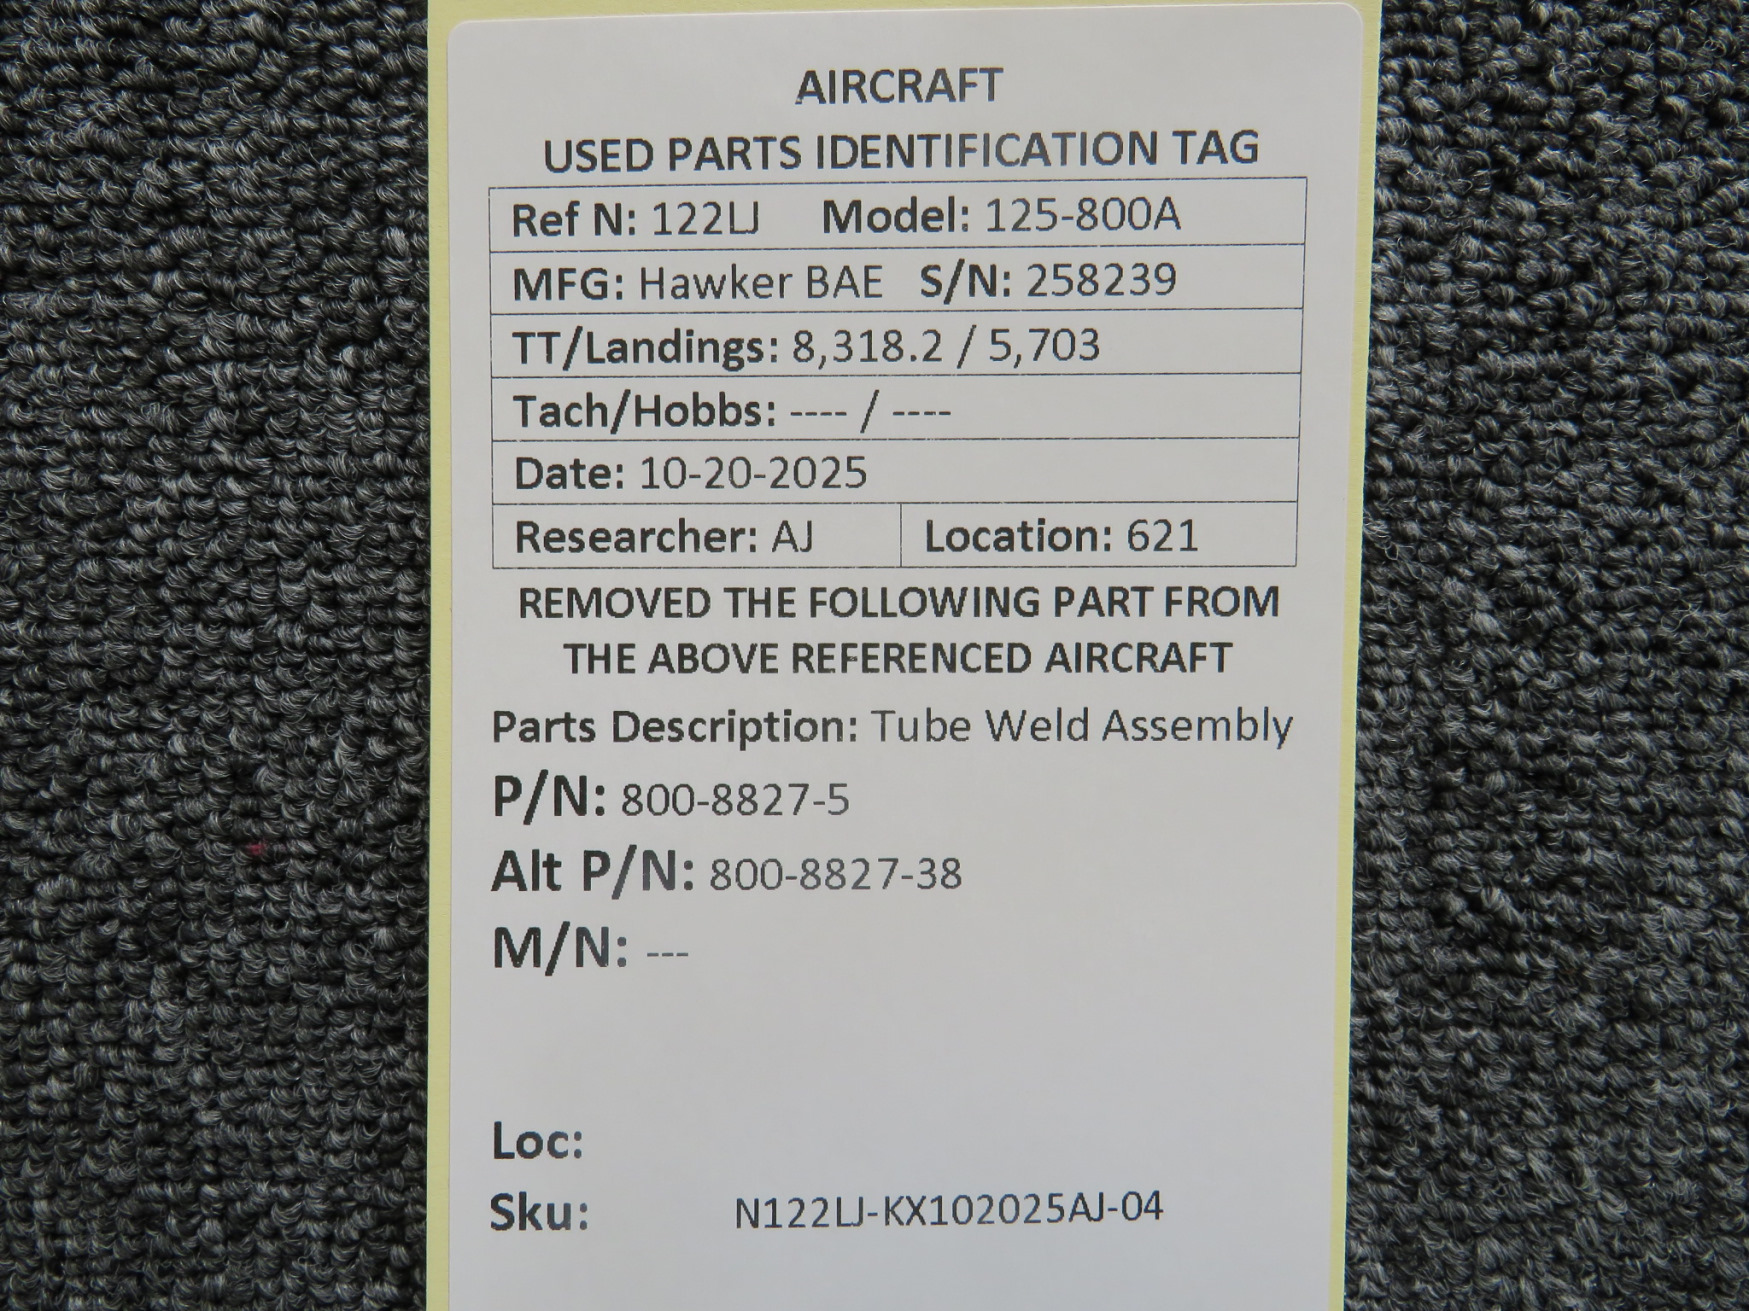 AIRCRAFT
USED PARTS IDENTIFICATION TAG
Ref N: 122LJ Model: 125-800A
MFG: Hawker BAE S/N: 258239
TT/Landings: 8,318.2 / 5,703
Tach/Hobbs: ---- / ----
Date: 10-20-2025
Researcher: AJ Location: 621
REMOVED THE FOLLOWING PART FROM
THE ABOVE REFERENCED AIRCRAFT
Parts Description: Tube Weld Assembly
P/N: 800-8827-5
Alt P/N: 800-8827-38
M/N: ---
Loc:
Sku: N122LJ-KX102025AJ-04